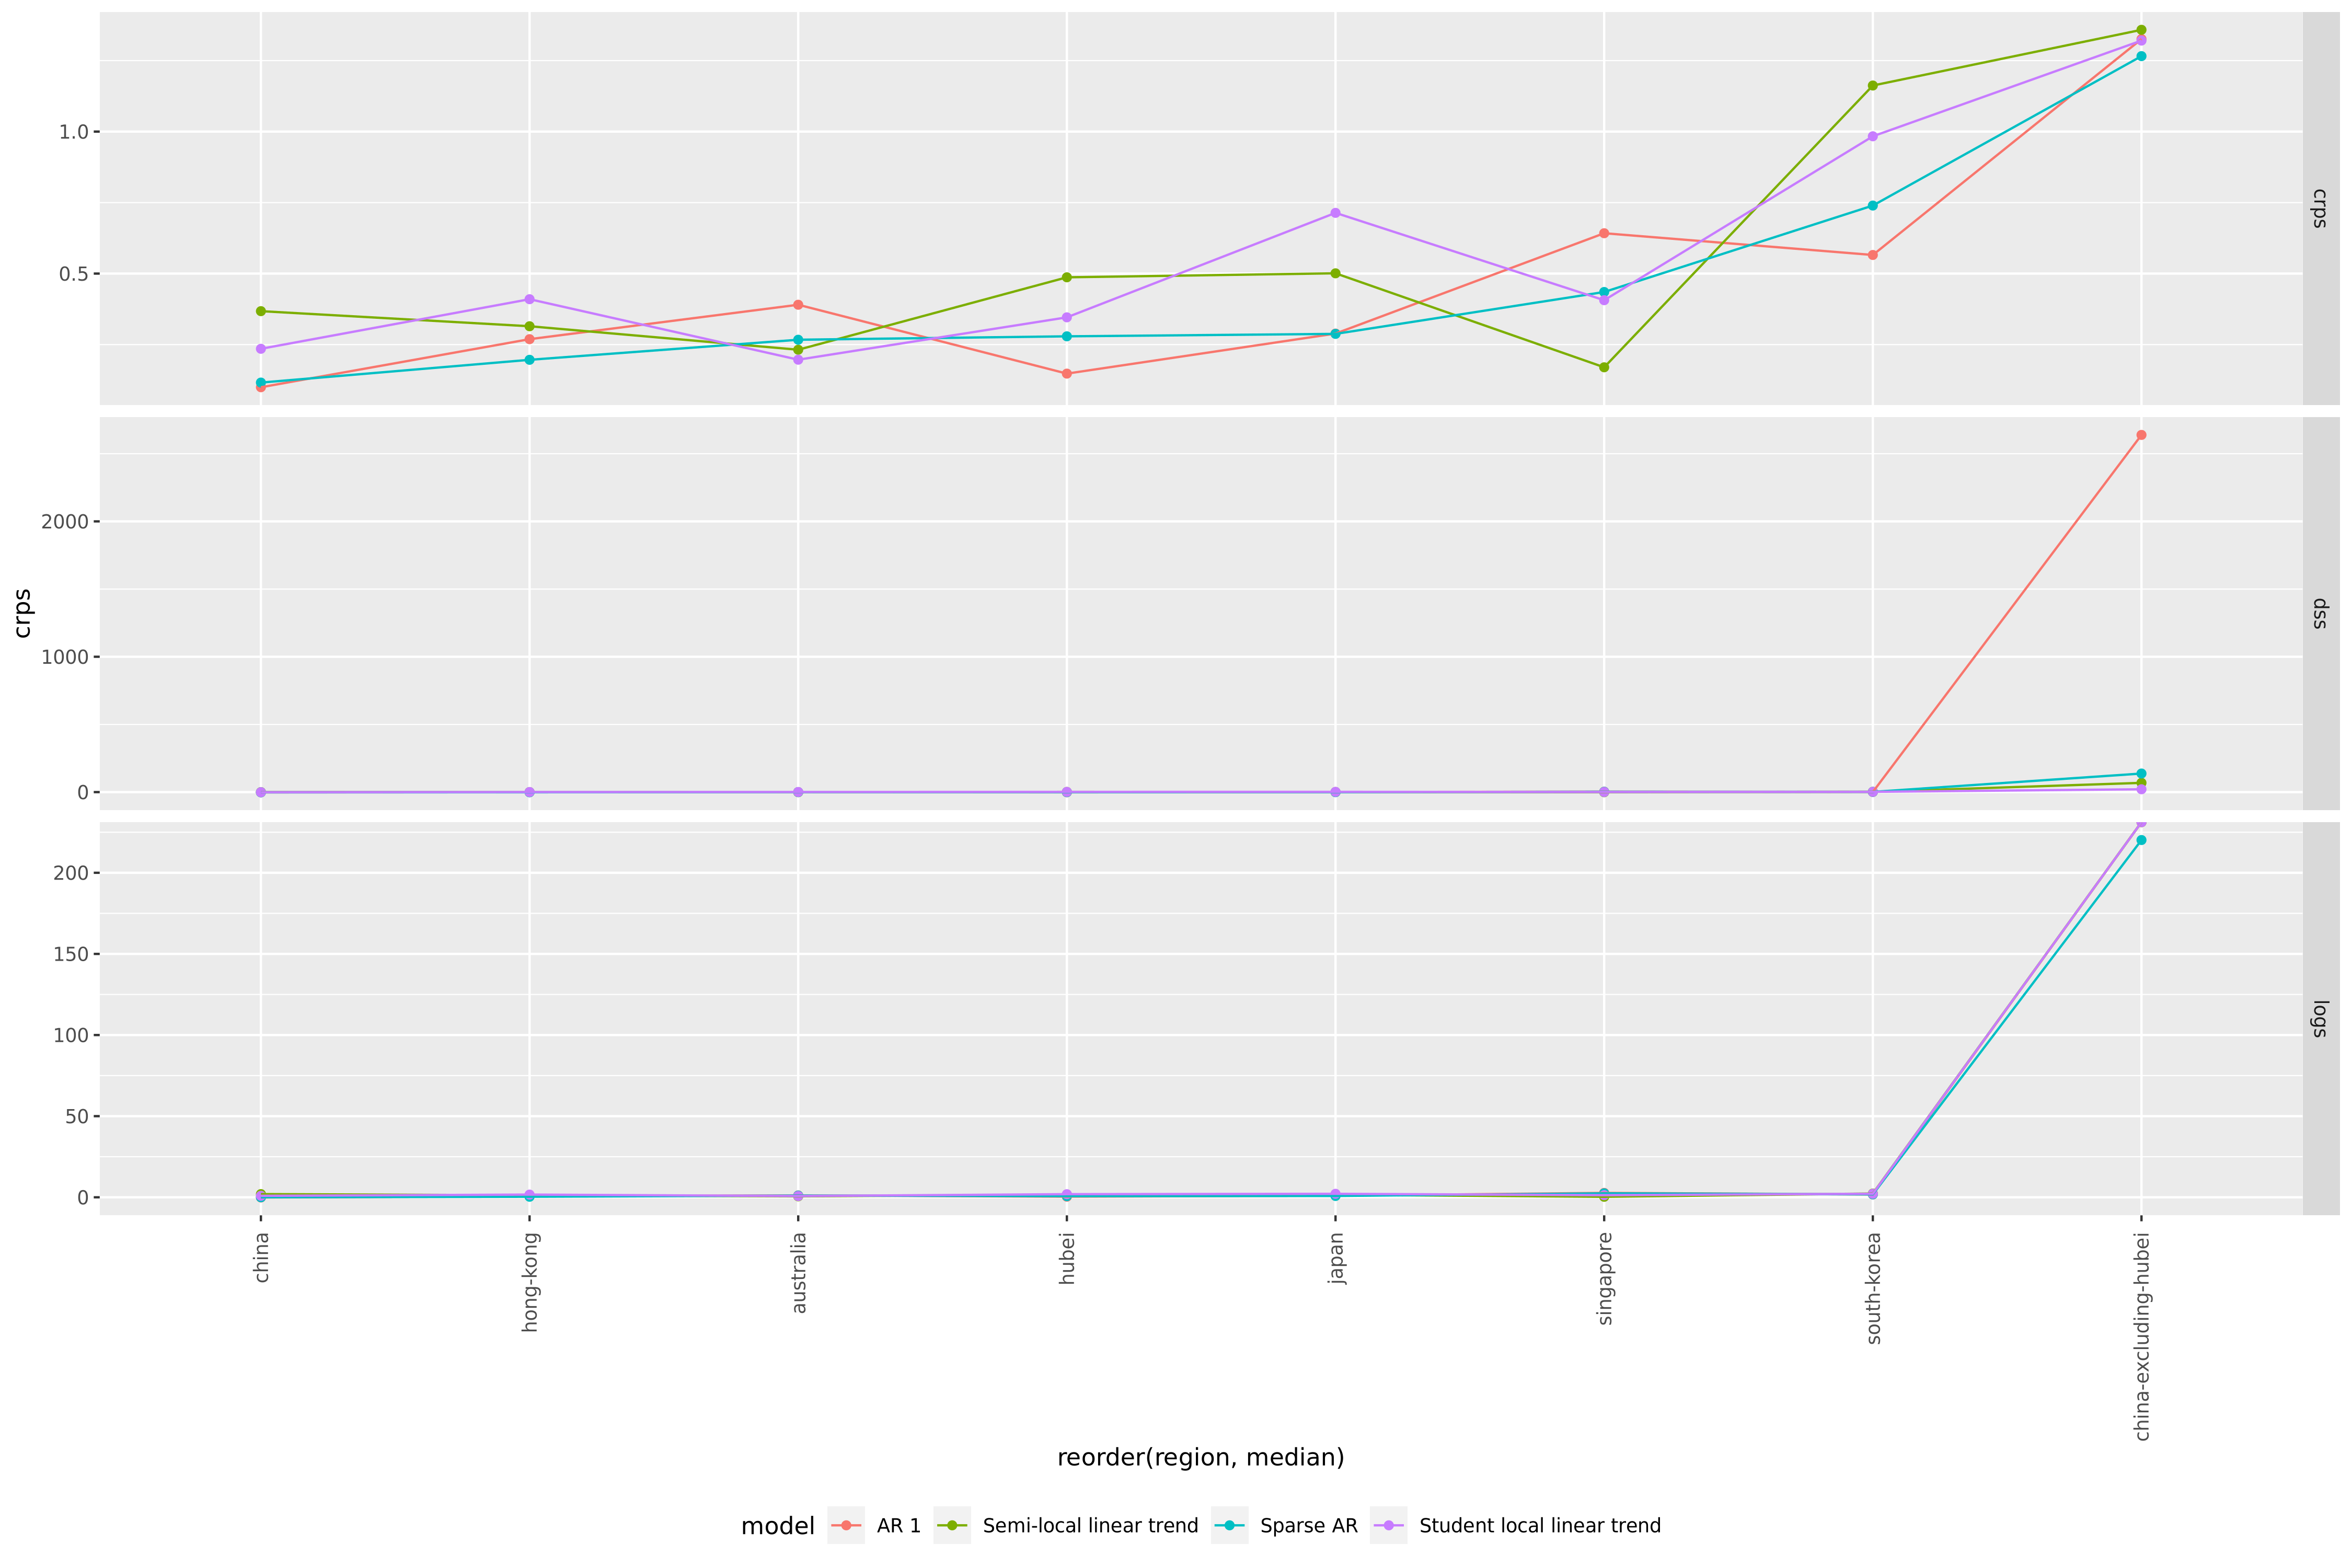 crps
1.0
0.5
crps
2000
1000
0
dss
200
150
100
50
0
logs
china
hong-kong
australia
hubei
japan
singapore
south-korea
china-excluding-hubei
reorder(region, median)
model AR 1 Semi-local linear trend Sparse AR Student local linear trend